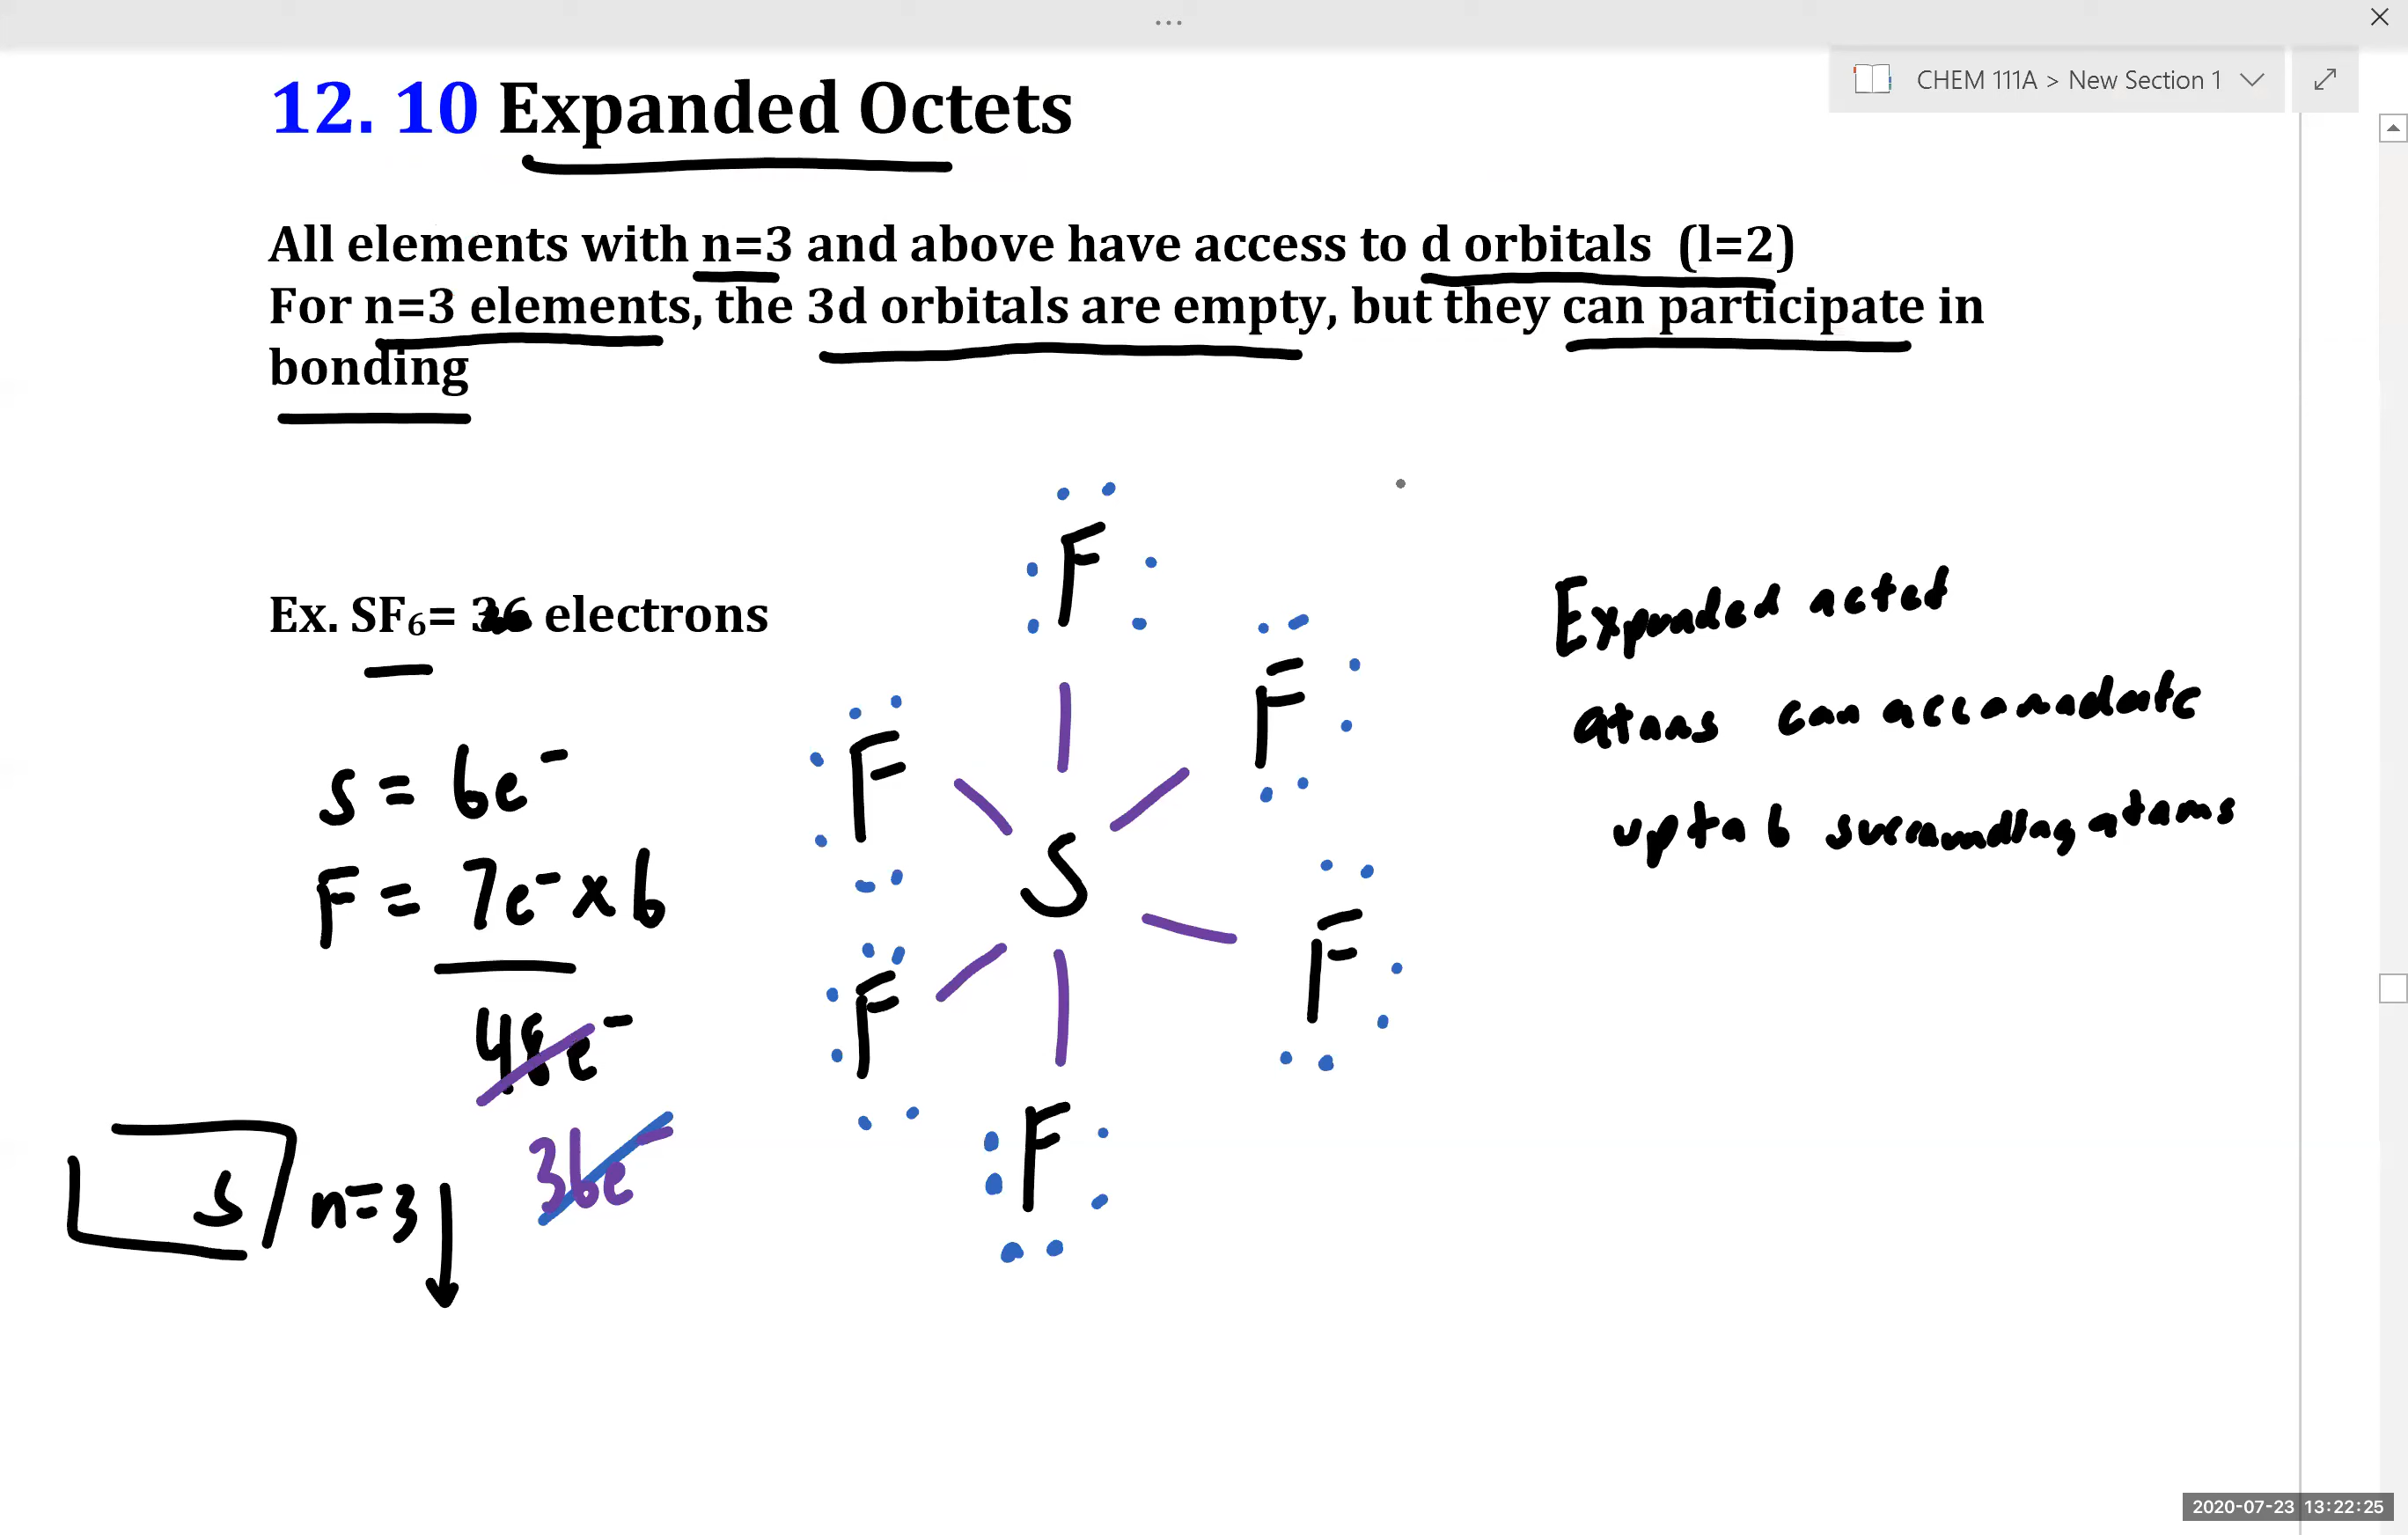 CHEM 111A > New Section 1
12. 10 Expanded Octets
All elements with n=3 and above have access to d orbitals (l=2)
For n=3 elements, the 3d orbitals are empty, but they can participate in
bonding
Ex. SF₆= electrons
S = 6e⁻
F = 7e⁻ x 6
48e⁻
36e⁻
S n=3
F
F
F
S
F
F
F
Expanded octet
atoms can accomodate
up to 6 surrounding atoms
2020-07-23 13:22:25